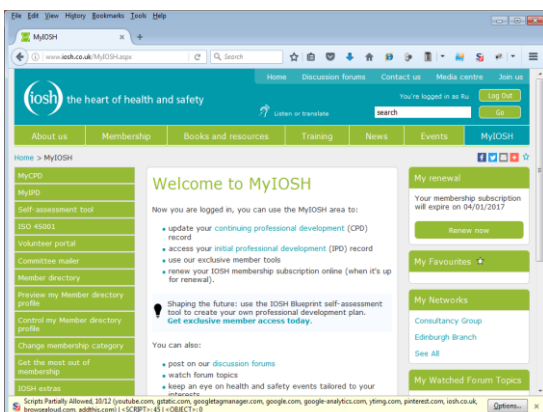 File Edit View History Bookmarks Tools Help
MyIOSH
www.iosh.co.uk/MyIOSH.aspx
Search
Home Discussion forums Contact us Media centre Join us
iosh the heart of health and safety
You're logged in as Ru
Log Out
Listen or translate
search
Go
About us Membership Books and resources Training News Events MyIOSH
Home > MyIOSH
MyCPD
MyIPD
Self-assessment tool
ISO 45001
Volunteer portal
Committee mailer
Member directory
Preview my Member directory
profile
Control my Member directory
profile
Change membership category
Get the most out of
membership
IOSH extras
Welcome to MyIOSH
Now you are logged in, you can use the MyIOSH area to:
• update your continuing professional development (CPD)
record
• access your initial professional development (IPD) record
• use our exclusive member tools
• renew your IOSH membership subscription online (when it's up
for renewal).
Shaping the future: use the IOSH Blueprint self-assessment
tool to create your own professional development plan.
Get exclusive member access today.
You can also:
• post on our discussion forums
• watch forum topics
• keep an eye on health and safety events tailored to your
interests
My renewal
Your membership subscription
will expire on 04/01/2017
Renew now
My Favourites
My Networks
Consultancy Group
Edinburgh Branch
See All
My Watched Forum Topics
Scripts Partially Allowed, 10/12 (youtube.com, gstatic.com, googletagmanager.com, google.com, google-analytics.com, ytimg.com, pinterest.com, iosh.co.uk,
browsealoud.com, addthis.com) | <SCRIPT>: 45 | <OBJECT>: 0
Options...